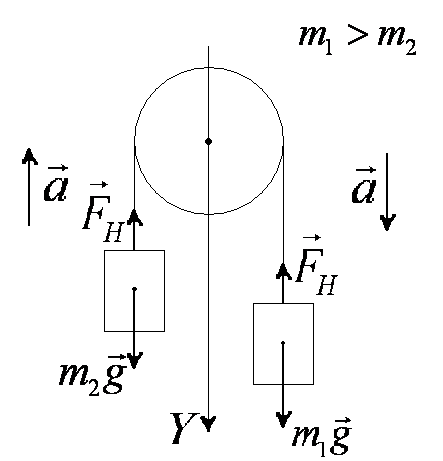 m₁ > m₂
a⃗
a⃗
F⃗_H
F⃗_H
m₂g⃗
Y
m₁g⃗